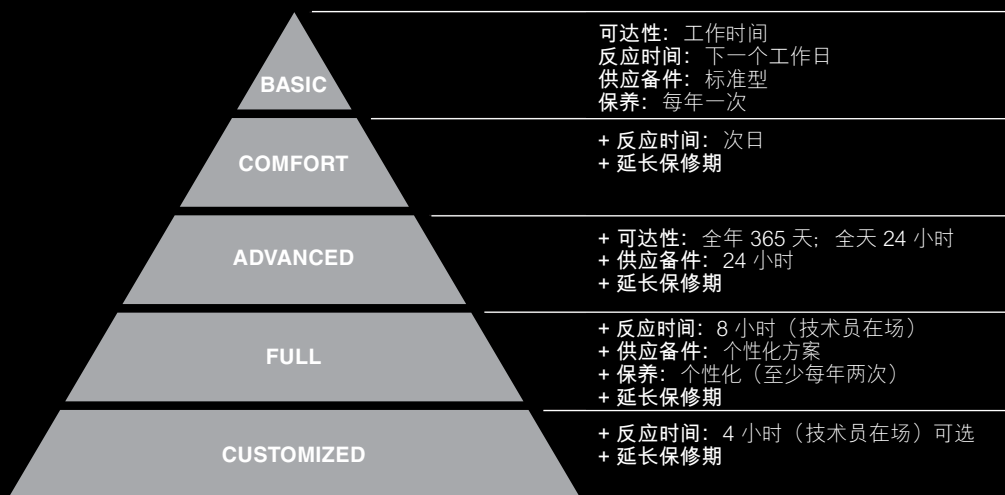 BASIC
可达性：工作时间
反应时间：下一个工作日
供应备件：标准型
保养：每年一次
COMFORT
+ 反应时间：次日
+ 延长保修期
ADVANCED
+ 可达性：全年 365 天；全天 24 小时
+ 供应备件：24 小时
+ 延长保修期
FULL
+ 反应时间：8 小时（技术员在场）
+ 供应备件：个性化方案
+ 保养：个性化（至少每年两次）
+ 延长保修期
CUSTOMIZED
+ 反应时间：4 小时（技术员在场）可选
+ 延长保修期